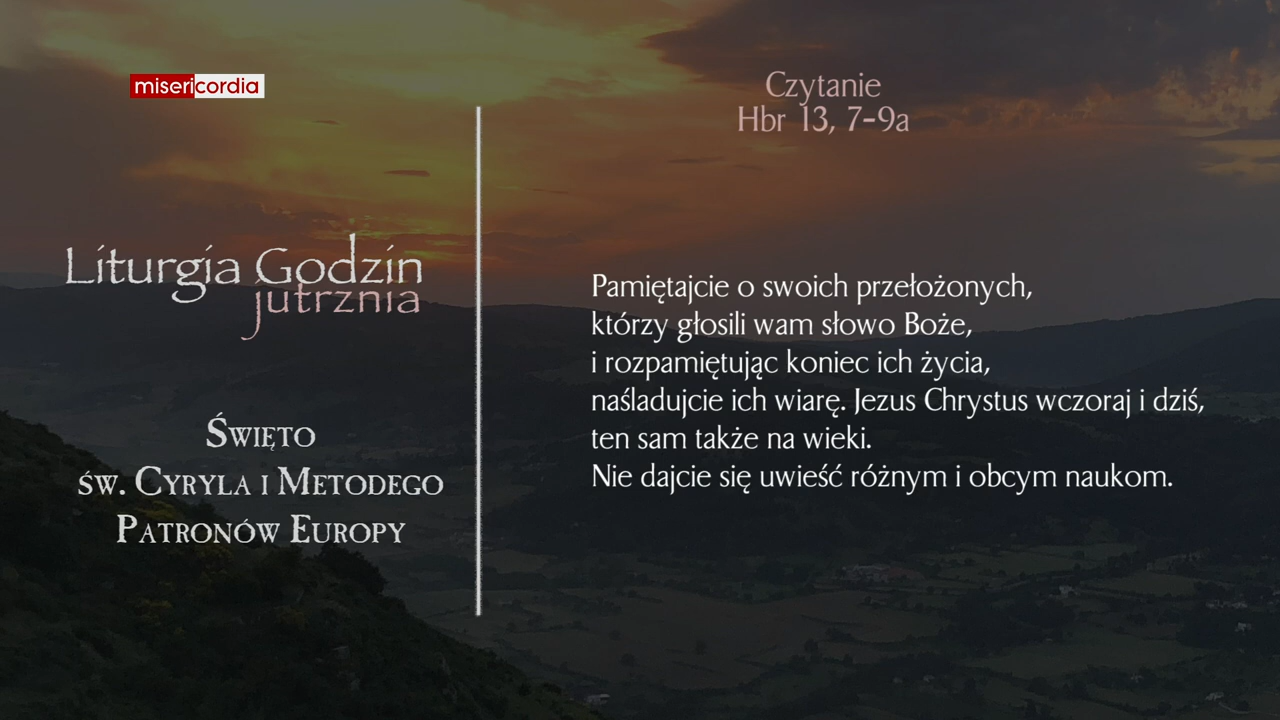 misericordia
Liturgia Godzin
jutrznia
Święto
św. Cyryla i Metodego
Patronów Europy
Czytanie
Hbr 13, 7-9a
Pamiętajcie o swoich przełożonych,
którzy głosili wam słowo Boże,
i rozpamiętując koniec ich życia,
naśladujcie ich wiarę. Jezus Chrystus wczoraj i dziś,
ten sam także na wieki.
Nie dajcie się uwieść różnym i obcym naukom.